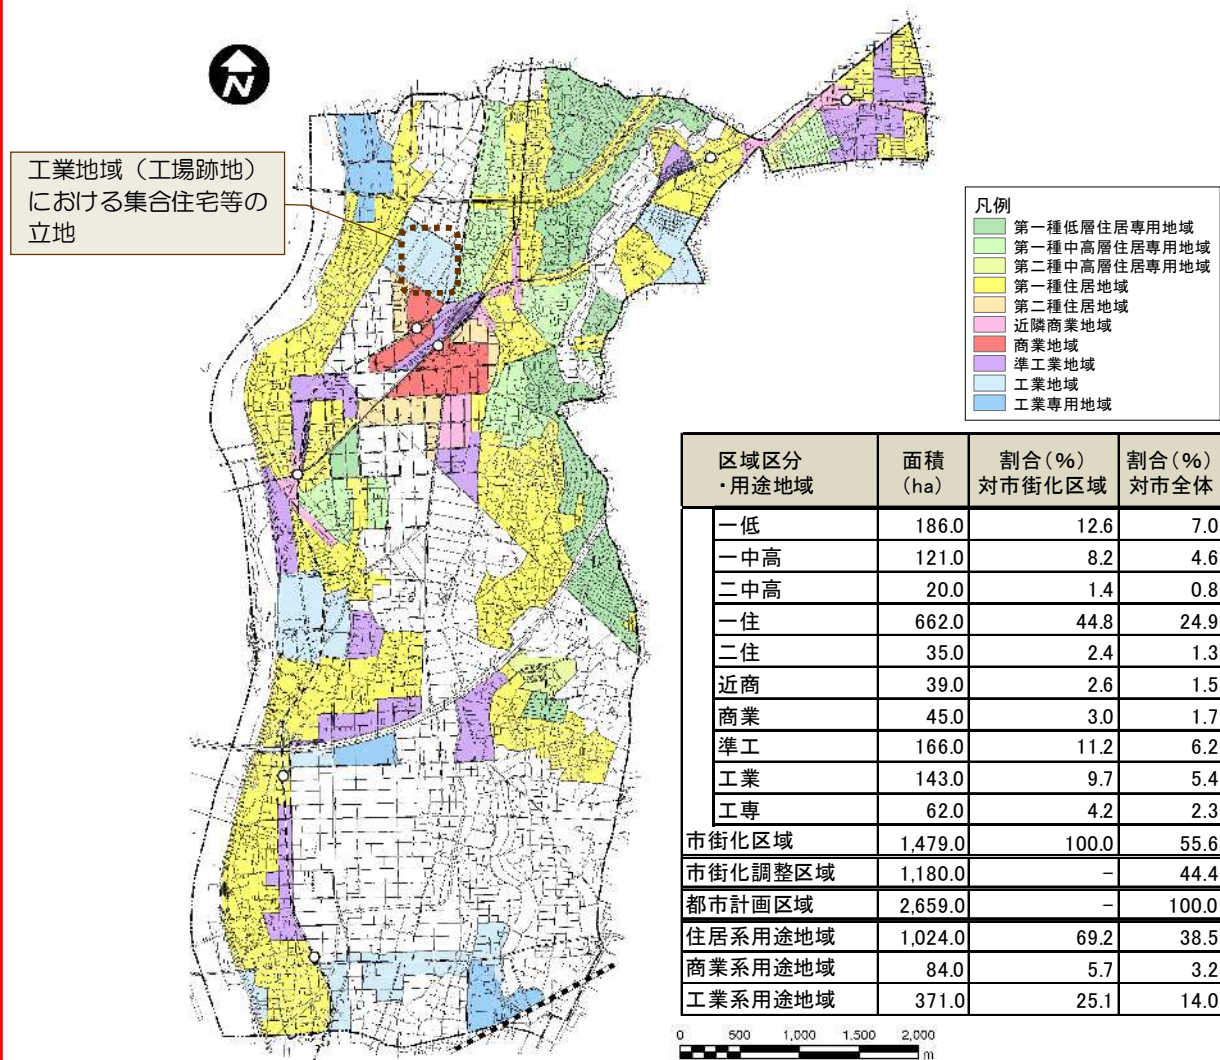 N
工業地域（工場跡地）
における集合住宅等の
立地
凡例
第一種低層住居専用地域
第一種中高層住居専用地域
第二種中高層住居専用地域
第一種住居地域
第二種住居地域
近隣商業地域
商業地域
準工業地域
工業地域
工業専用地域
区域区分・用途地域 面積(ha) 割合(%)対市街化区域 割合(%)対市全体
一低 186.0 12.6 7.0
一中高 121.0 8.2 4.6
二中高 20.0 1.4 0.8
一住 662.0 44.8 24.9
二住 35.0 2.4 1.3
近商 39.0 2.6 1.5
商業 45.0 3.0 1.7
準工 166.0 11.2 6.2
工業 143.0 9.7 5.4
工専 62.0 4.2 2.3
市街化区域 1,479.0 100.0 55.6
市街化調整区域 1,180.0 − 44.4
都市計画区域 2,659.0 − 100.0
住居系用途地域 1,024.0 69.2 38.5
商業系用途地域 84.0 5.7 3.2
工業系用途地域 371.0 25.1 14.0
0 500 1,000 1,500 2,000
m